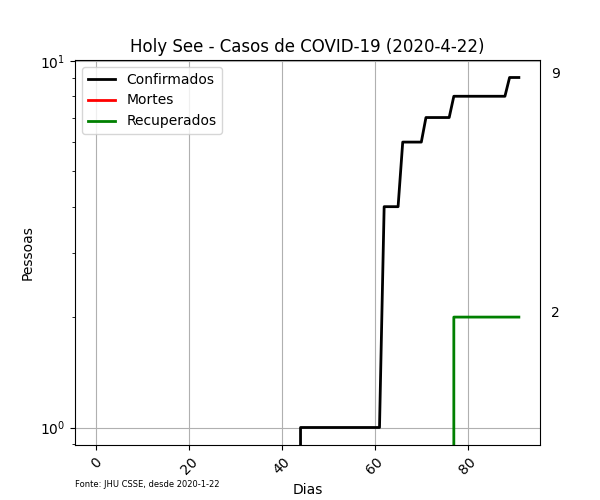 Holy See - Casos de COVID-19 (2020-4-22)
10¹
9
Confirmados
Mortes
Recuperados
Pessoas
2
10⁰
0
20
40
60
80
Fonte: JHU CSSE, desde 2020-1-22
Dias